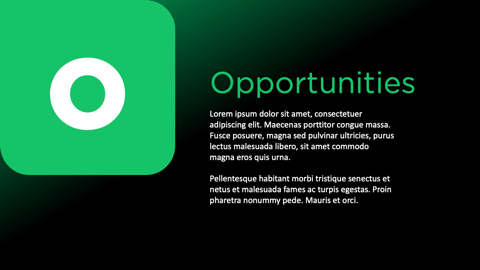 O
Opportunities
Lorem ipsum dolor sit amet, consectetuer
adipiscing elit. Maecenas porttitor congue massa.
Fusce posuere, magna sed pulvinar ultricies, purus
lectus malesuada libero, sit amet commodo
magna eros quis urna.
Pellentesque habitant morbi tristique senectus et
netus et malesuada fames ac turpis egestas. Proin
pharetra nonummy pede. Mauris et orci.